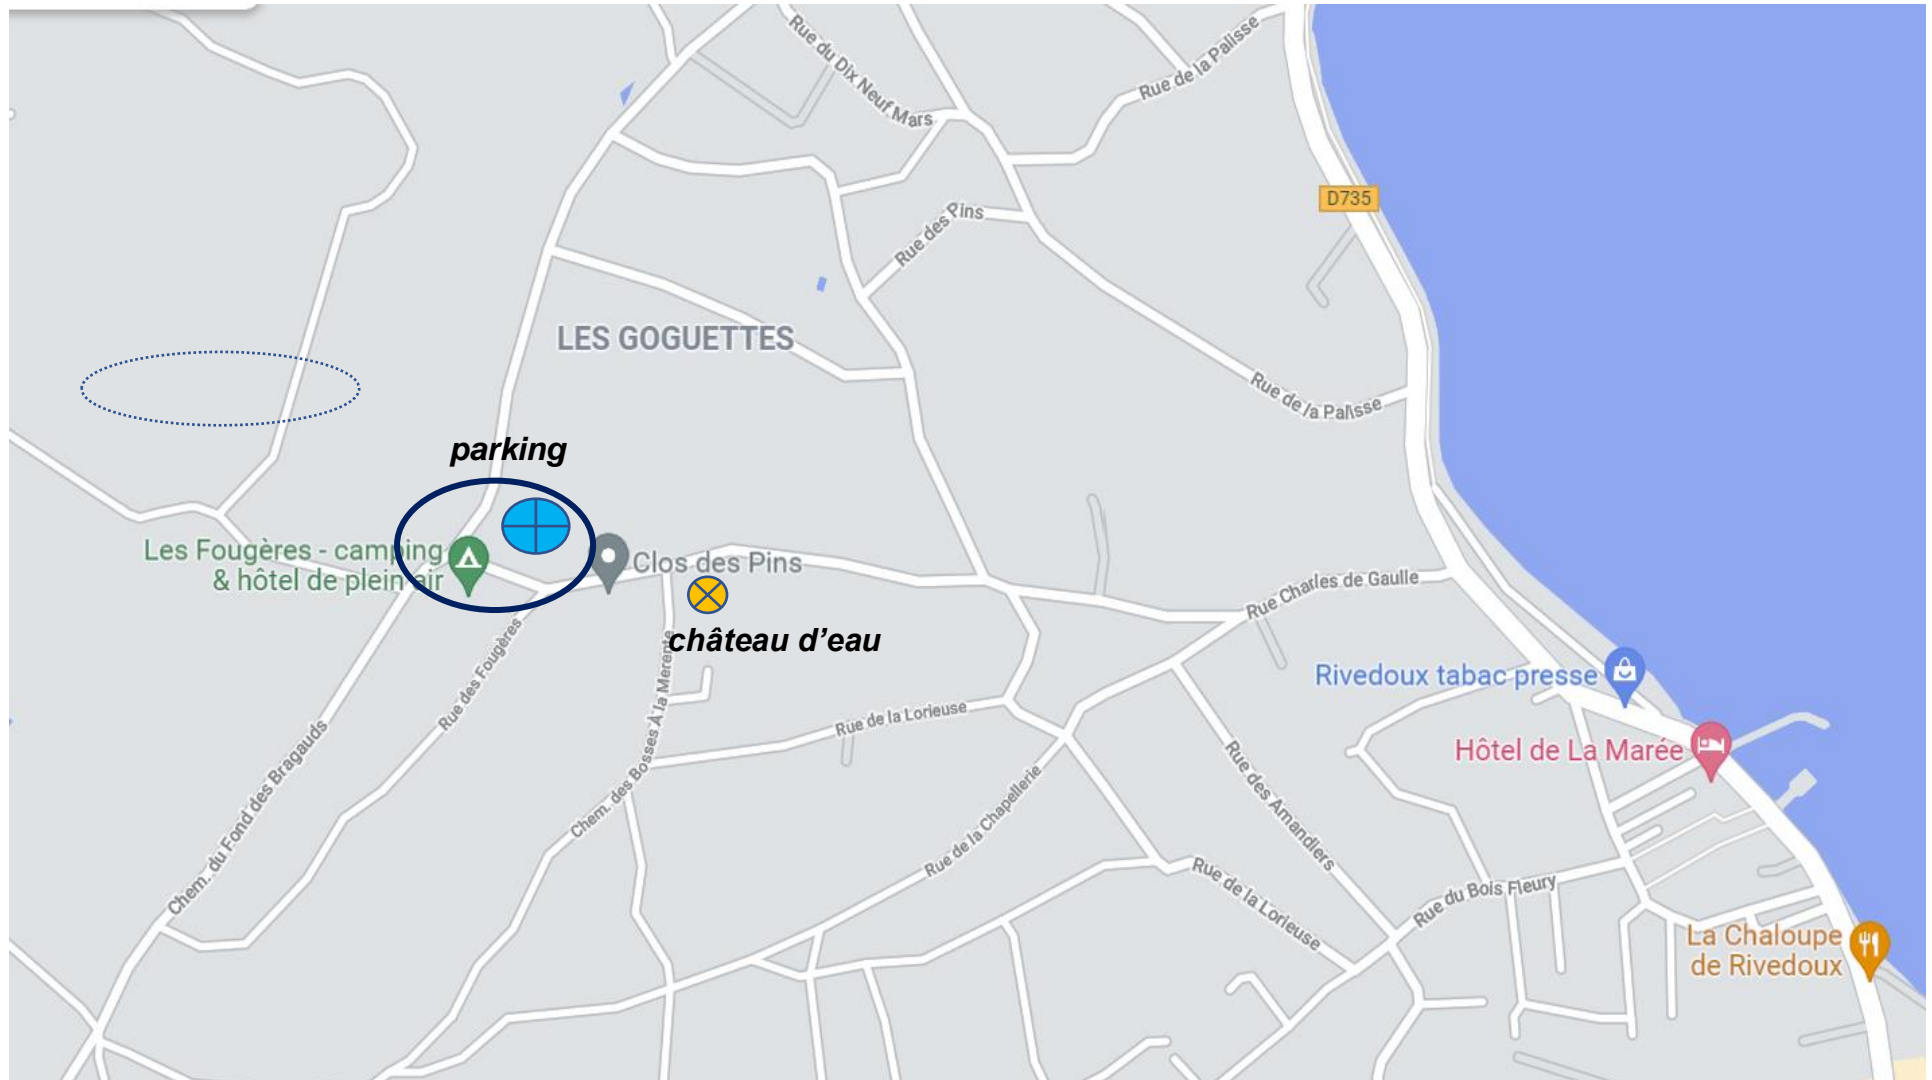 Rue du Dix Neuf Mars
Rue de la Palisse
D735
Rue des Pins
LES GOGUETTES
Rue de la Palisse
parking
Les Fougères - camping
& hôtel de plein air
Clos des Pins
château d'eau
Rue Charles de Gaulle
Rue des Fougères
Chem. des Bosses À la Merente
Rue de la Lorieuse
Rivedoux tabac presse
Hôtel de La Marée
Chem. du Fond des Bragauds
Rue de la Chapellerie
Rue des Amandiers
Rue de la Lorieuse
Rue du Bois Fleury
La Chaloupe
de Rivedoux